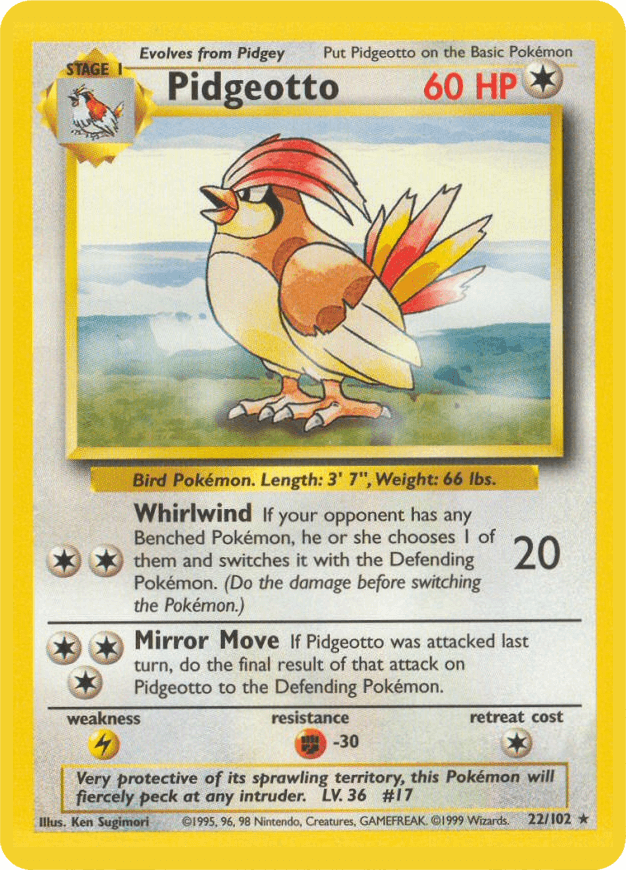 Evolves from Pidgey Put Pidgeotto on the Basic Pokémon
STAGE 1
Pidgeotto 60 HP
Bird Pokémon. Length: 3' 7", Weight: 66 lbs.
Whirlwind If your opponent has any
Benched Pokémon, he or she chooses 1 of
them and switches it with the Defending
Pokémon. (Do the damage before switching
the Pokémon.)
20
Mirror Move If Pidgeotto was attacked last
turn, do the final result of that attack on
Pidgeotto to the Defending Pokémon.
weakness resistance retreat cost
-30
Very protective of its sprawling territory, this Pokémon will
fiercely peck at any intruder. LV. 36 #17
Illus. Ken Sugimori ©1995, 96, 98 Nintendo, Creatures, GAMEFREAK. ©1999 Wizards. 22/102 ★